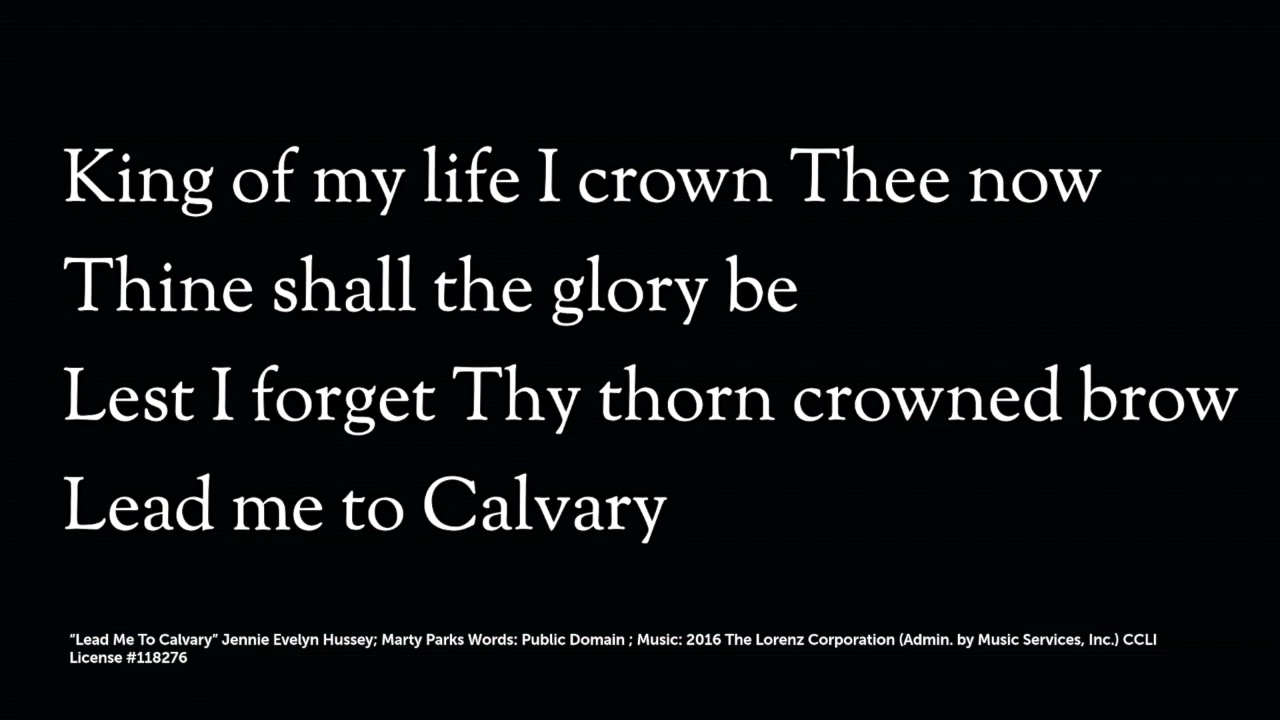 King of my life I crown Thee now
Thine shall the glory be
Lest I forget Thy thorn crowned brow
Lead me to Calvary
“Lead Me To Calvary” Jennie Evelyn Hussey; Marty Parks Words: Public Domain ; Music: 2016 The Lorenz Corporation (Admin. by Music Services, Inc.) CCLI
License #118276